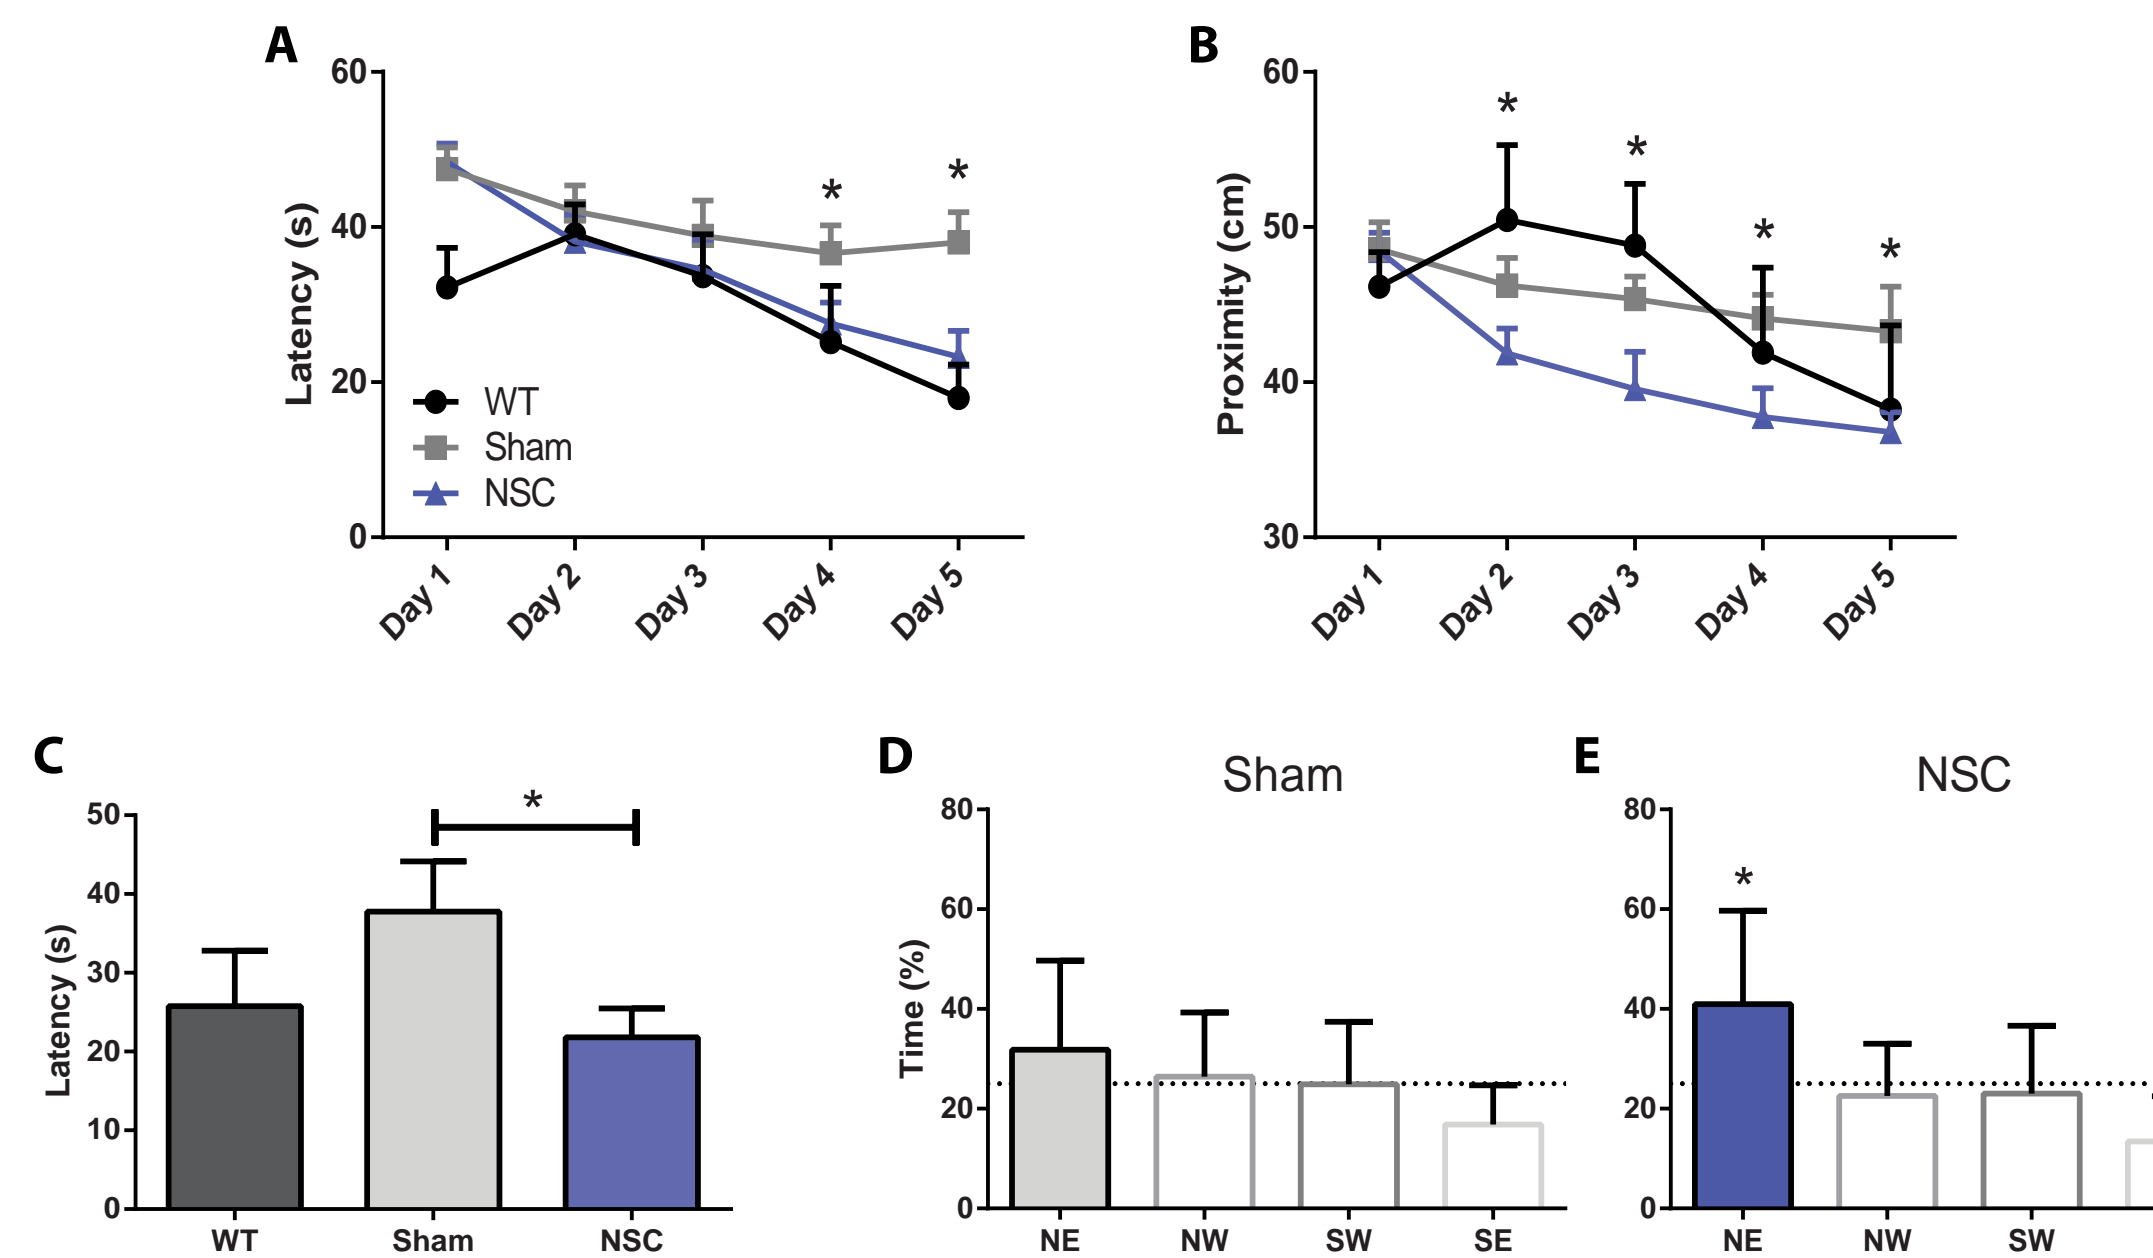 A
B
60
40
20
0
Latency (s)
*
*
WT
Sham
NSC
Day 1
Day 2
Day 3
Day 4
Day 5
60
50
40
30
Proximity (cm)
*
*
*
*
Day 1
Day 2
Day 3
Day 4
Day 5
C
50
40
30
20
10
0
Latency (s)
*
WT
Sham
NSC
D
Sham
80
60
40
20
0
Time (%)
NE
NW
SW
SE
E
NSC
80
60
40
20
0
*
NE
NW
SW